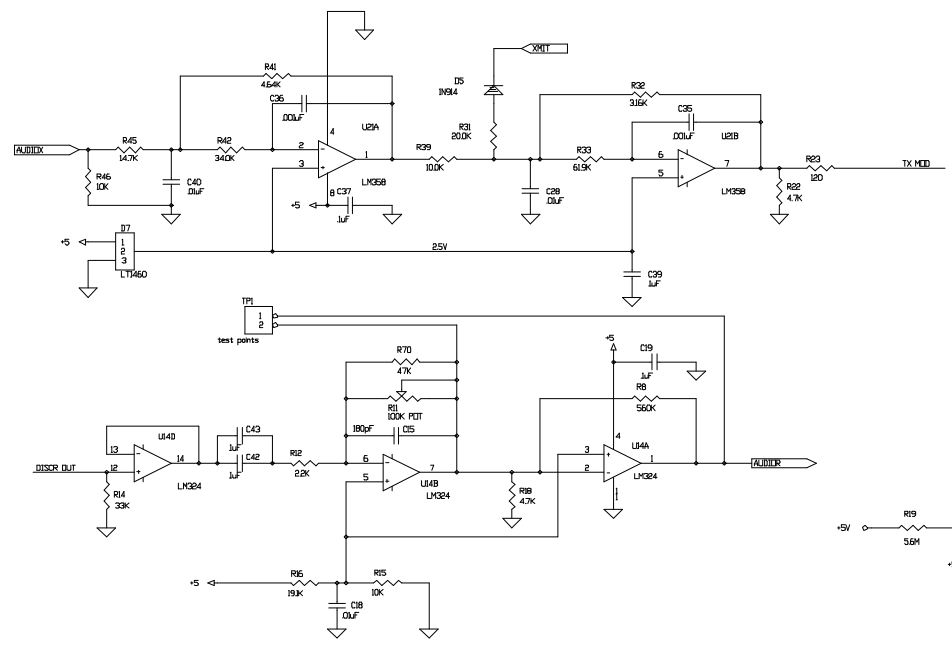 XMIT
R41
4.64K
D5
1N914
R32
3.16K
C36
.001uF
C35
.001uF
U21A
U21B
4
R31
20.0K
AUDIOX
R45
14.7K
R42
34.0K
2
3
1
R39
10.0K
R33
61.9K
6
5
7
R23
120
TX MOD
R46
10K
C40
.01uF
LM358
LM358
8
C37
.1uF
+5
C28
.01uF
R22
4.7K
D7
+5
1
2
3
LT1460
2.5V
C39
.1uF
TP1
1
2
test points
R70
47K
+5
C19
.1uF
R11
100K POT
R8
560K
180pF
C15
U14D
C43
.1uF
C42
.1uF
4
U14A
13
12
14
R12
2.2K
6
5
7
3
2
1
AUDIOR
DISCR OUT
LM324
U14B
LM324
LM324
R14
33K
R18
4.7K
11
+5V
R19
5.6M
+5
R16
19.1K
R15
10K
C18
.01uF